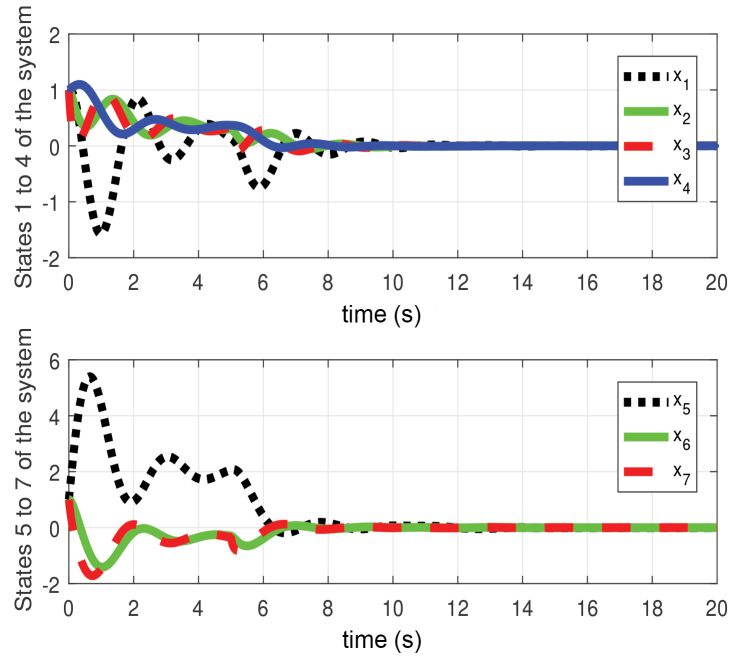 States 1 to 4 of the system
2
1
0
-1
-2
x1
x2
x3
x4
0 2 4 6 8 10 12 14 16 18 20
time (s)
States 5 to 7 of the system
6
4
2
0
-2
x5
x6
x7
0 2 4 6 8 10 12 14 16 18 20
time (s)